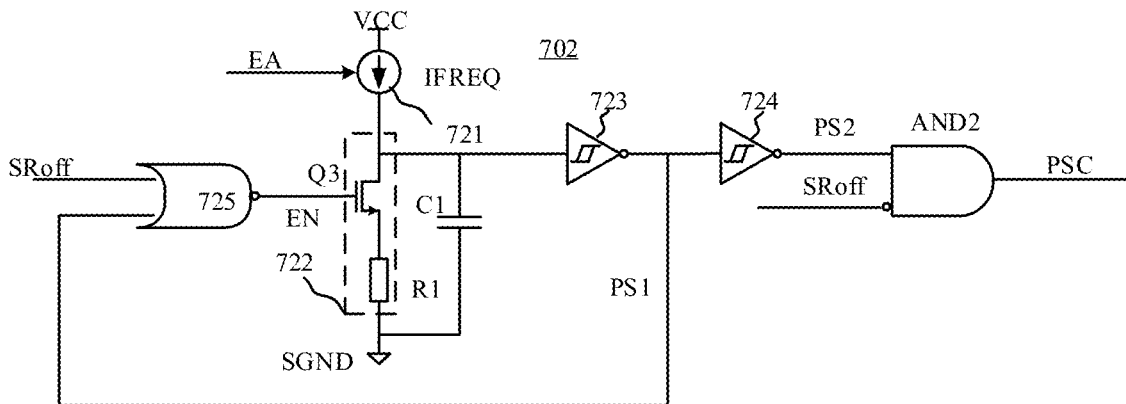 VCC
EA
702
IFREQ
723
724
721
PS2
AND2
SRoff
Q3
SRoff
PSC
725
C1
EN
722
R1
PS1
SGND